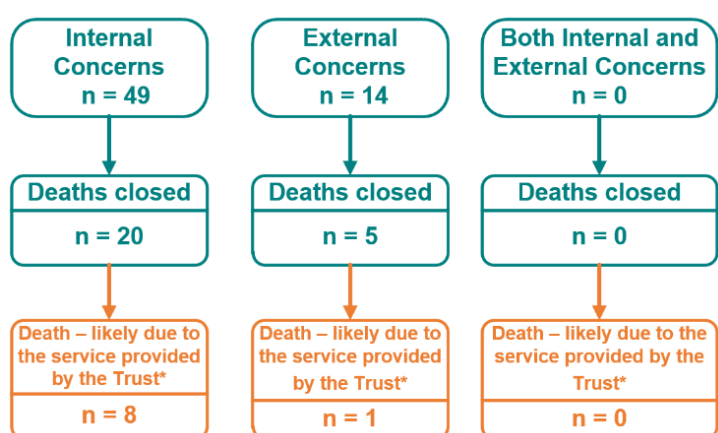 Internal
Concerns
n = 49
External
Concerns
n = 14
Both Internal and
External Concerns
n = 0
Deaths closed
n = 20
Deaths closed
n = 5
Deaths closed
n = 0
Death – likely due to
the service provided
by the Trust*
n = 8
Death – likely due to
the service provided
by the Trust*
n = 1
Death – likely due to the
service provided by the
Trust*
n = 0